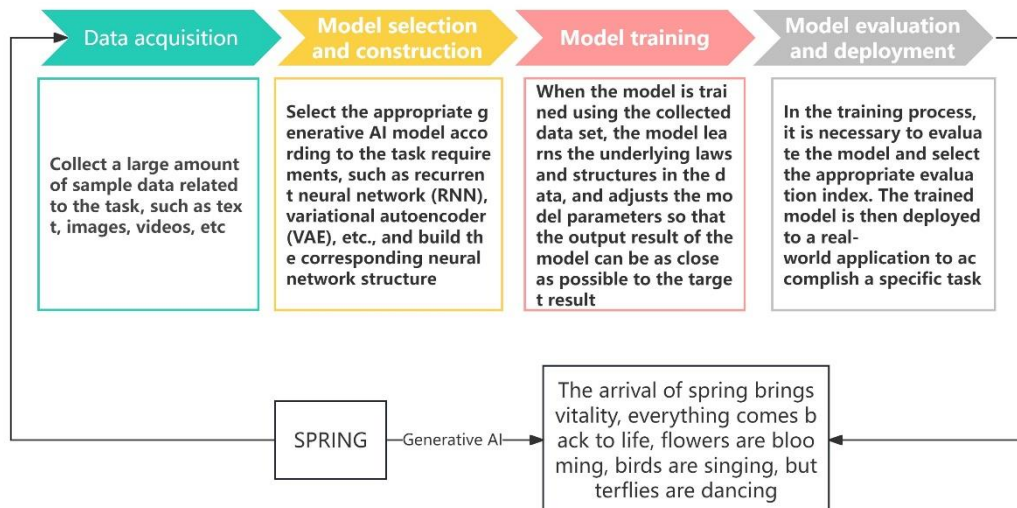 Data acquisition
Model selection
and construction
Model training
Model evaluation
and deployment
Collect a large amount
of sample data related
to the task, such as tex
t, images, videos, etc
Select the appropriate g
enerative AI model acco
rding to the task require
ments, such as recurren
t neural network (RNN),
variational autoencoder
(VAE), etc., and build th
e corresponding neural
network structure
When the model is trai
ned using the collected
data set, the model lea
rns the underlying laws
and structures in the d
ata, and adjusts the mo
del parameters so that
the output result of the
model can be as close
as possible to the targe
t result
In the training process,
it is necessary to evalua
te the model and select
the appropriate evalua
tion index. The trained
model is then deployed
to a real-
world application to ac
complish a specific task
SPRING
Generative AI
The arrival of spring brings
vitality, everything comes b
ack to life, flowers are bloo
ming, birds are singing, but
terflies are dancing